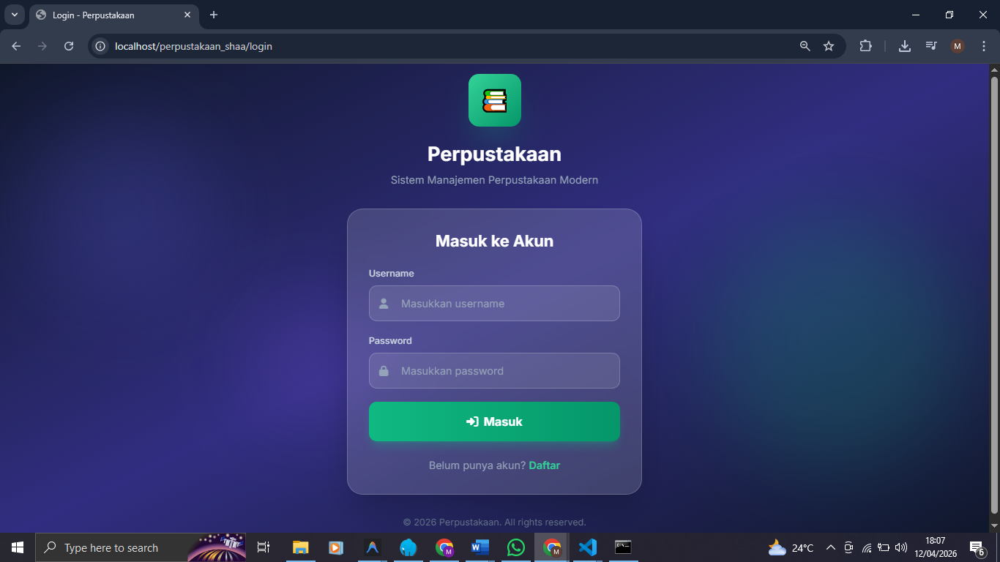 Login - Perpustakaan
localhost/perpustakaan_shaa/login
M
Perpustakaan
Sistem Manajemen Perpustakaan Modern
Masuk ke Akun
Username
Masukkan username
Password
Masukkan password
Masuk
Belum punya akun? Daftar
© 2026 Perpustakaan. All rights reserved.
Type here to search
M
W
M
24°C
18:07
12/04/2026
6